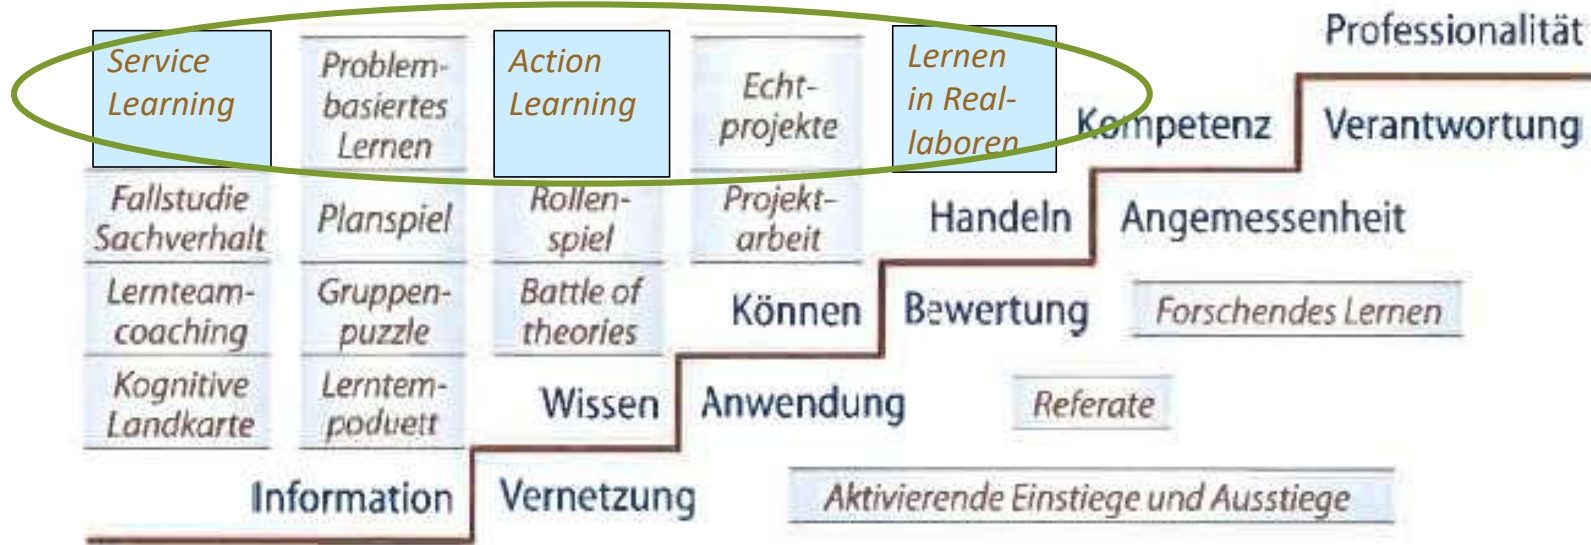 Professionalität
Service
Learning
Problem-
basiertes
Lernen
Action
Learning
Echt-
projekte
Lernen
in Real-
laboren
Kompetenz
Verantwortung
Fallstudie
Sachverhalt
Planspiel
Rollen-
spiel
Projekt-
arbeit
Handeln
Angemessenheit
Lernteam-
coaching
Gruppen-
puzzle
Battle of
theories
Können
Bewertung
Forschendes Lernen
Kognitive
Landkarte
Lerntem-
poduett
Wissen
Anwendung
Referate
Information
Vernetzung
Aktivierende Einstiege und Ausstiege